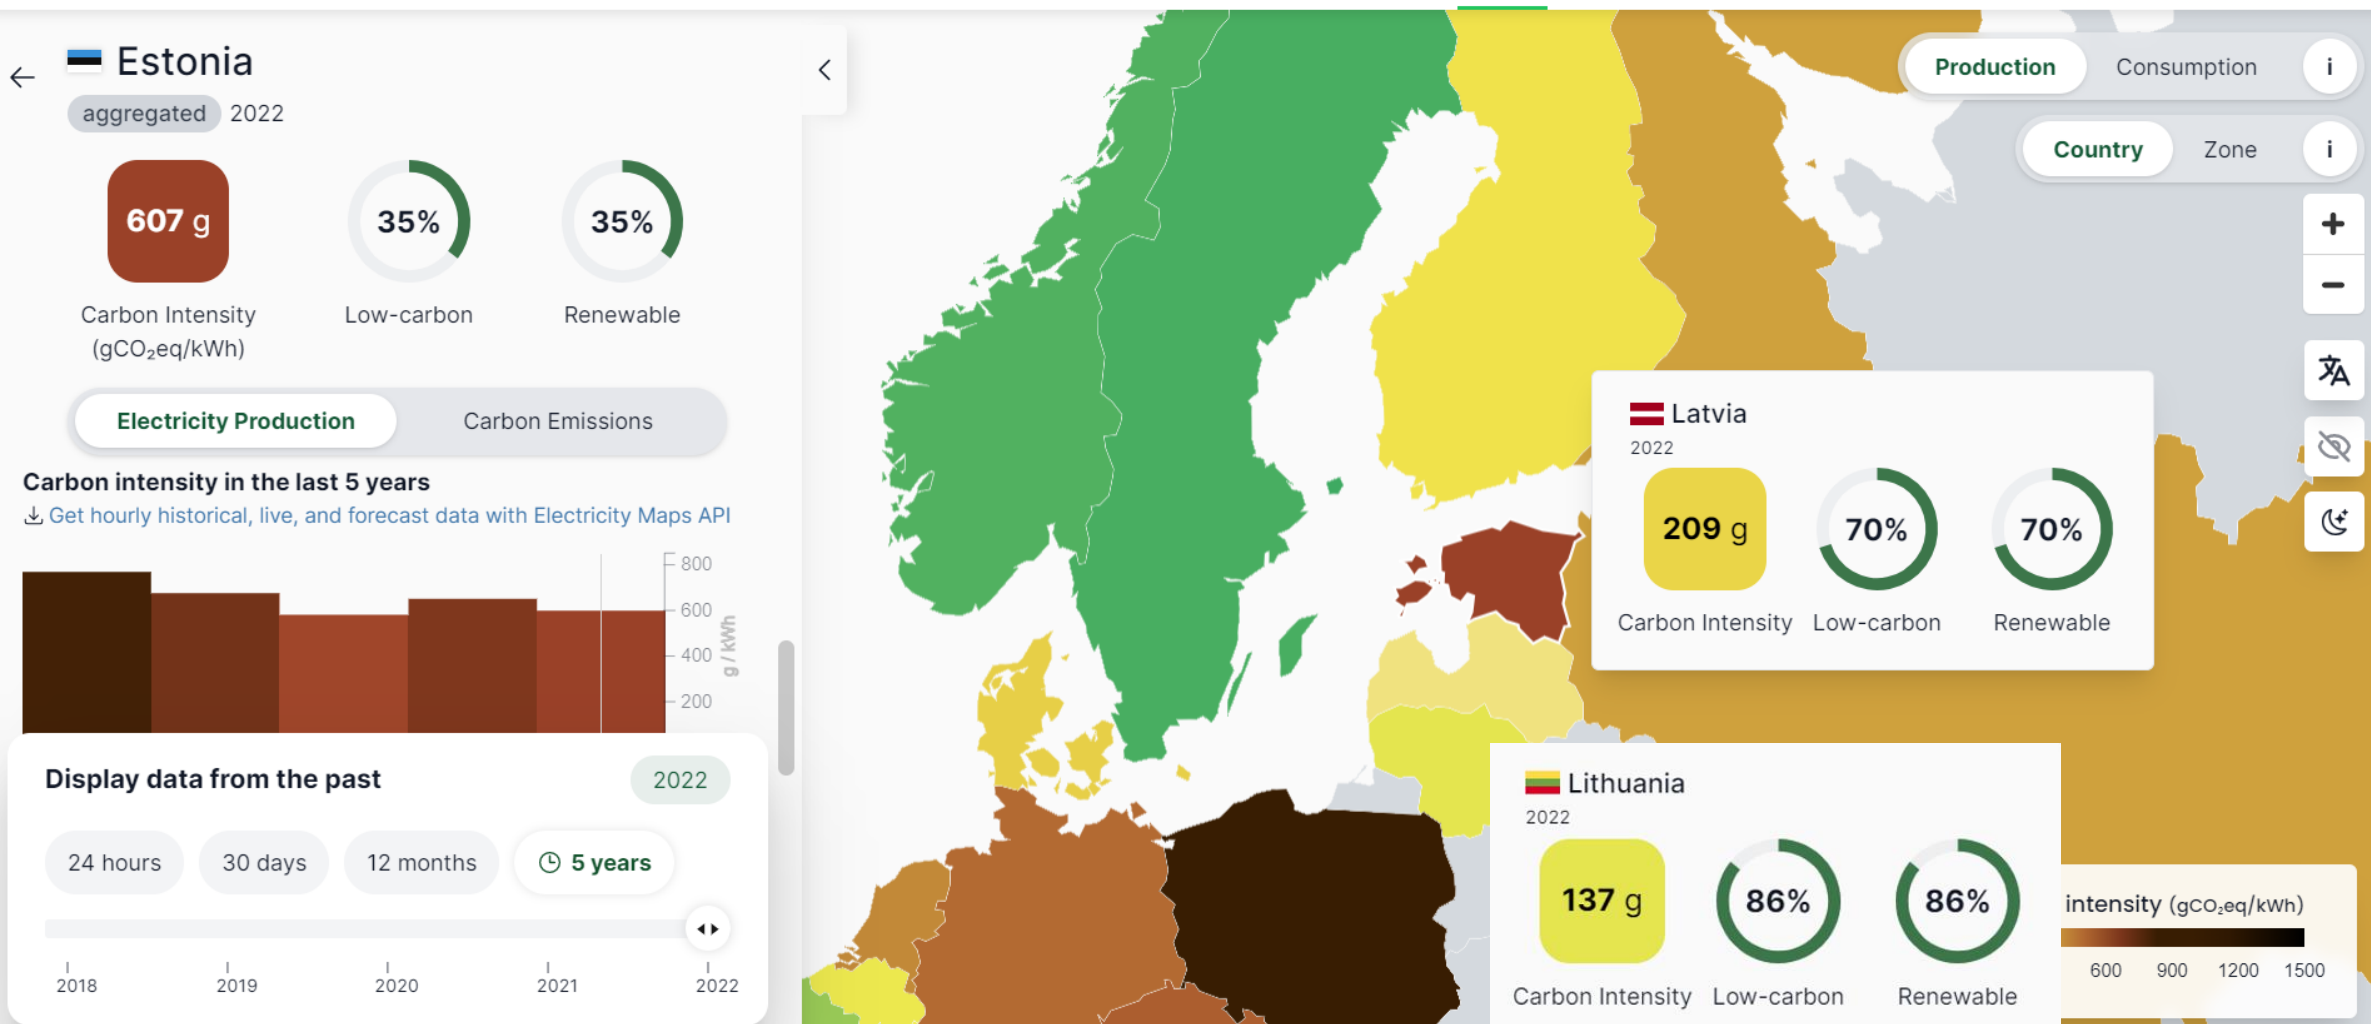 Estonia
aggregated 2022
607 g
35%
35%
Carbon Intensity
(gCO₂eq/kWh)
Low-carbon
Renewable
Electricity Production
Carbon Emissions
Carbon intensity in the last 5 years
Get hourly historical, live, and forecast data with Electricity Maps API
800
600
400
200
g / kWh
Display data from the past
2022
24 hours
30 days
12 months
5 years
2018
2019
2020
2021
2022
Production
Consumption
i
Country
Zone
i
+
−
文A
Latvia
2022
209 g
70%
70%
Carbon Intensity
Low-carbon
Renewable
Lithuania
2022
137 g
86%
86%
Carbon Intensity
Low-carbon
Renewable
intensity (gCO₂eq/kWh)
600
900
1200
1500